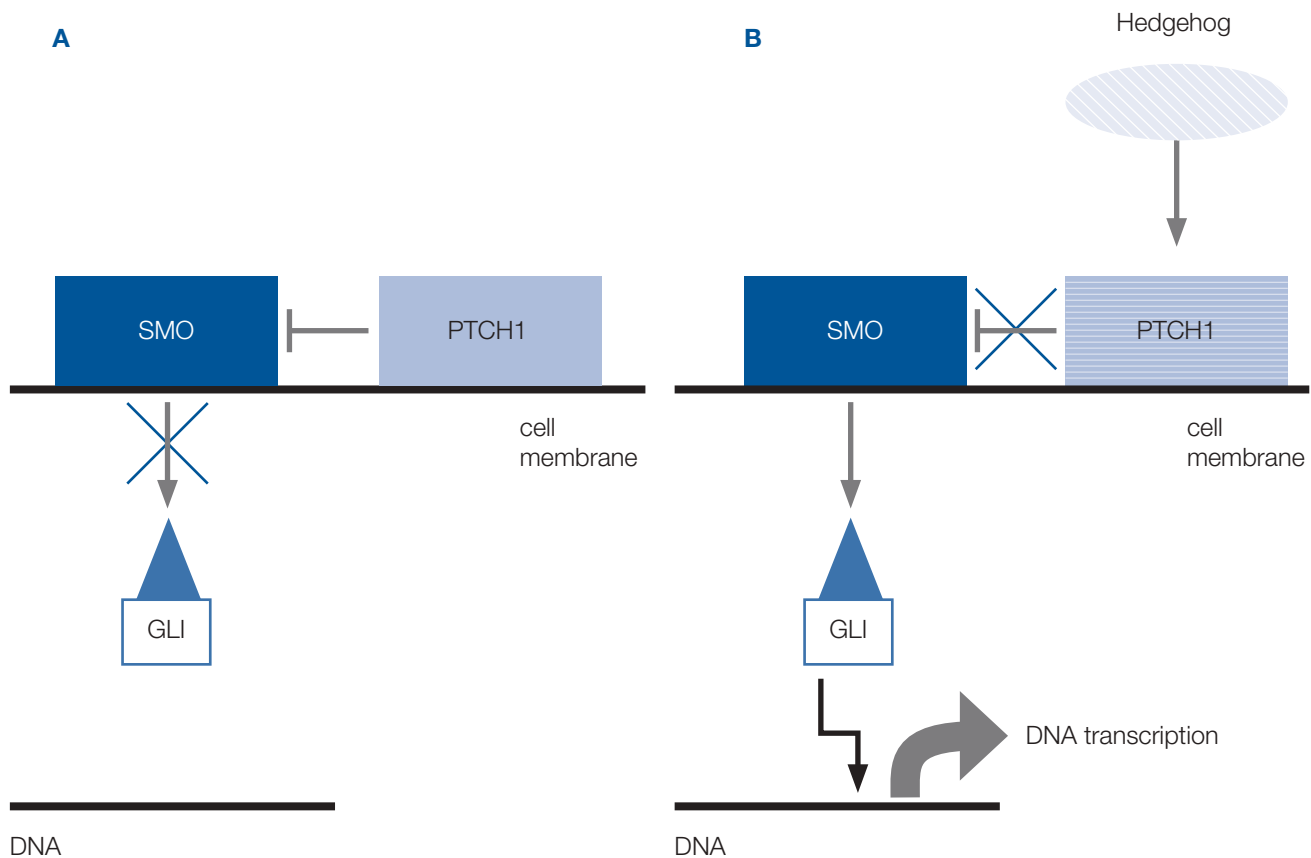 A
SMO
PTCH1
cell
membrane
GLI
DNA
B
Hedgehog
SMO
PTCH1
cell
membrane
GLI
DNA transcription
DNA